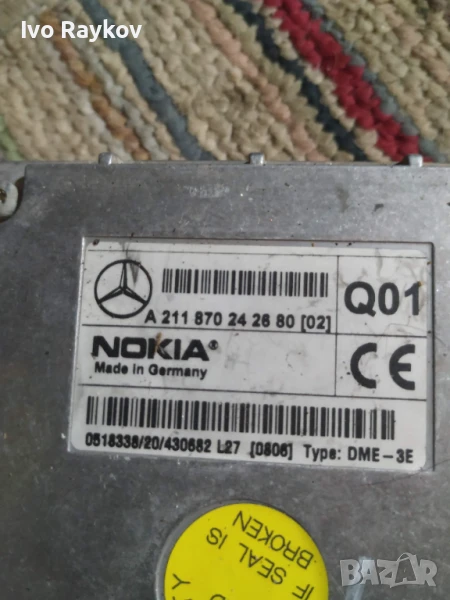 Ivo Raykov
A 211 870 24 26 80 [02]
Q01
NOKIA®
Made in Germany
CE
0518338/20/430682 L27 [0806] Type: DME-3E
IF SEAL IS
BROKEN
BAZAR